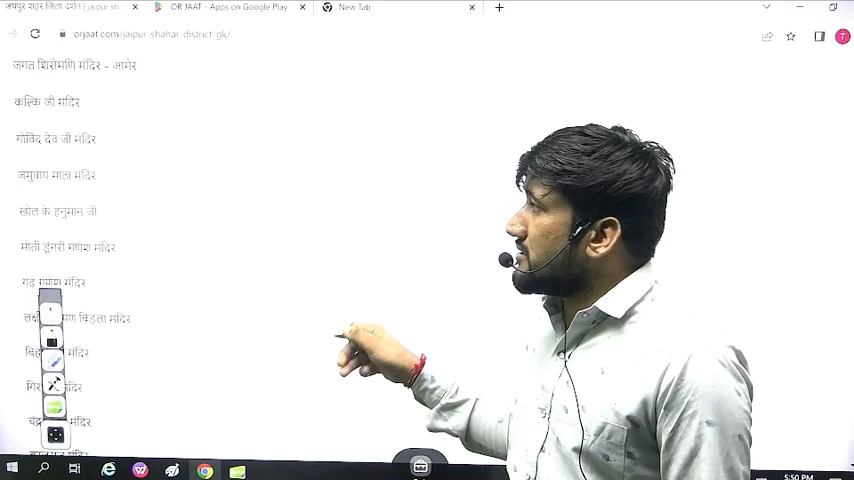 जयपुर शहर जिला दर्शन | jaipur sh
OR JAAT - Apps on Google Play
New Tab
orjaat.com/jaipur-shahar-district-gk/
T
जगत शिरोमणि मंदिर - आमेर
कल्कि जी मंदिर
गोविंद देव जी मंदिर
जमुवाय माता मंदिर
खोल के हनुमान जी
मोती डूंगरी गणेश मंदिर
गढ़ गणेश मंदिर
बिड़ला मंदिर
मंदिर
मंदिर
5:50 PM